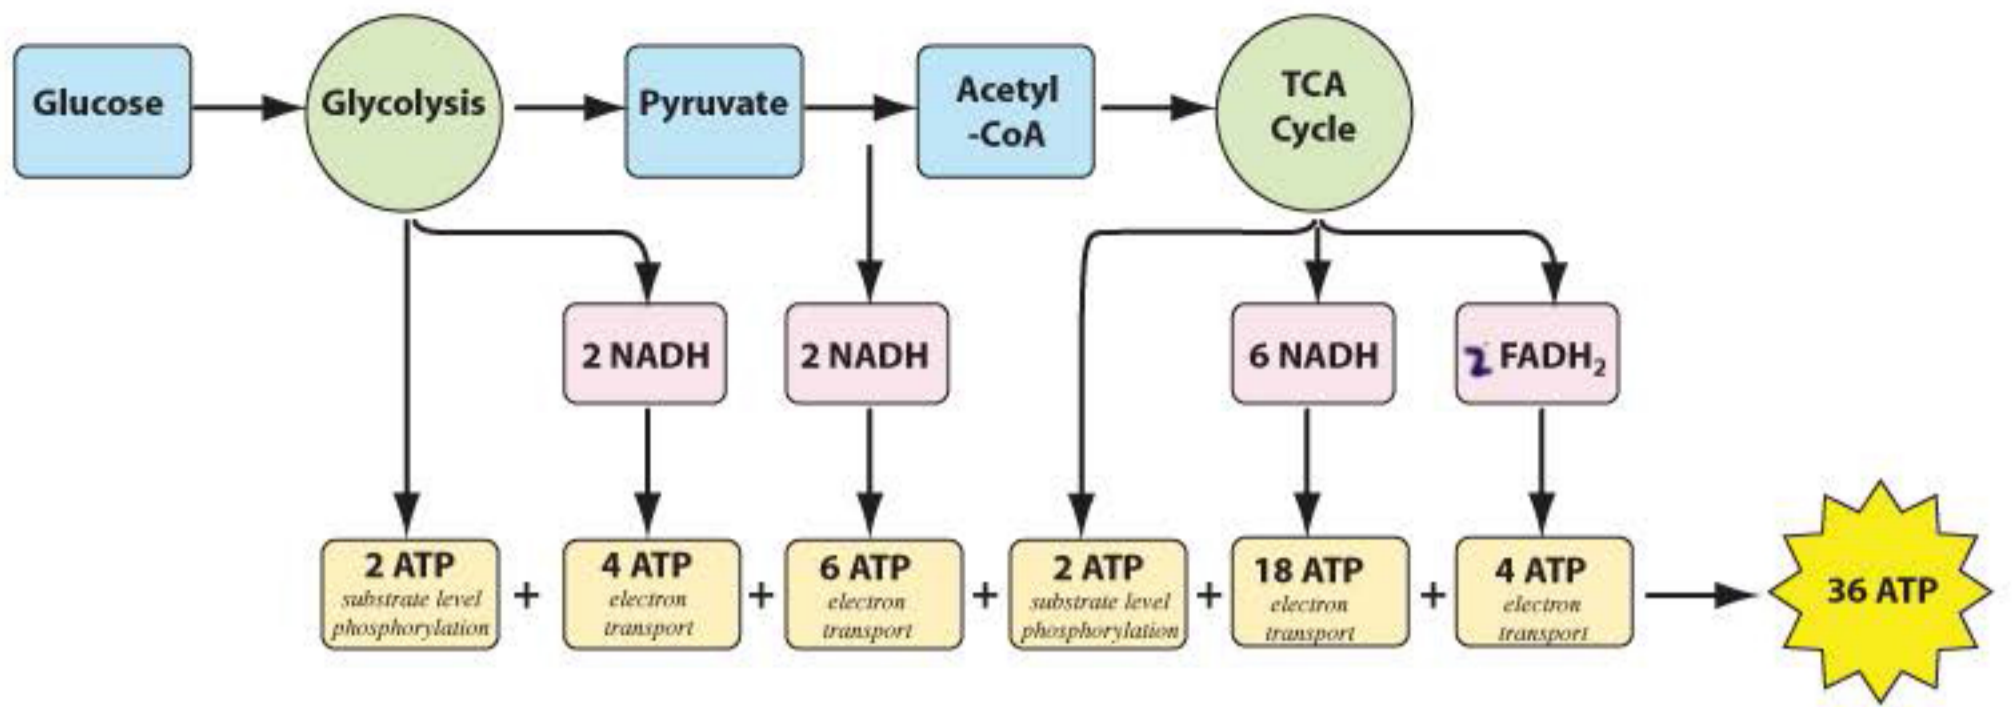 Glucose
Glycolysis
Pyruvate
Acetyl
-CoA
TCA
Cycle
2 NADH
2 NADH
6 NADH
2 FADH₂
2 ATP
substrate level
phosphorylation
+
4 ATP
electron
transport
+
6 ATP
electron
transport
+
2 ATP
substrate level
phosphorylation
+
18 ATP
electron
transport
+
4 ATP
electron
transport
36 ATP